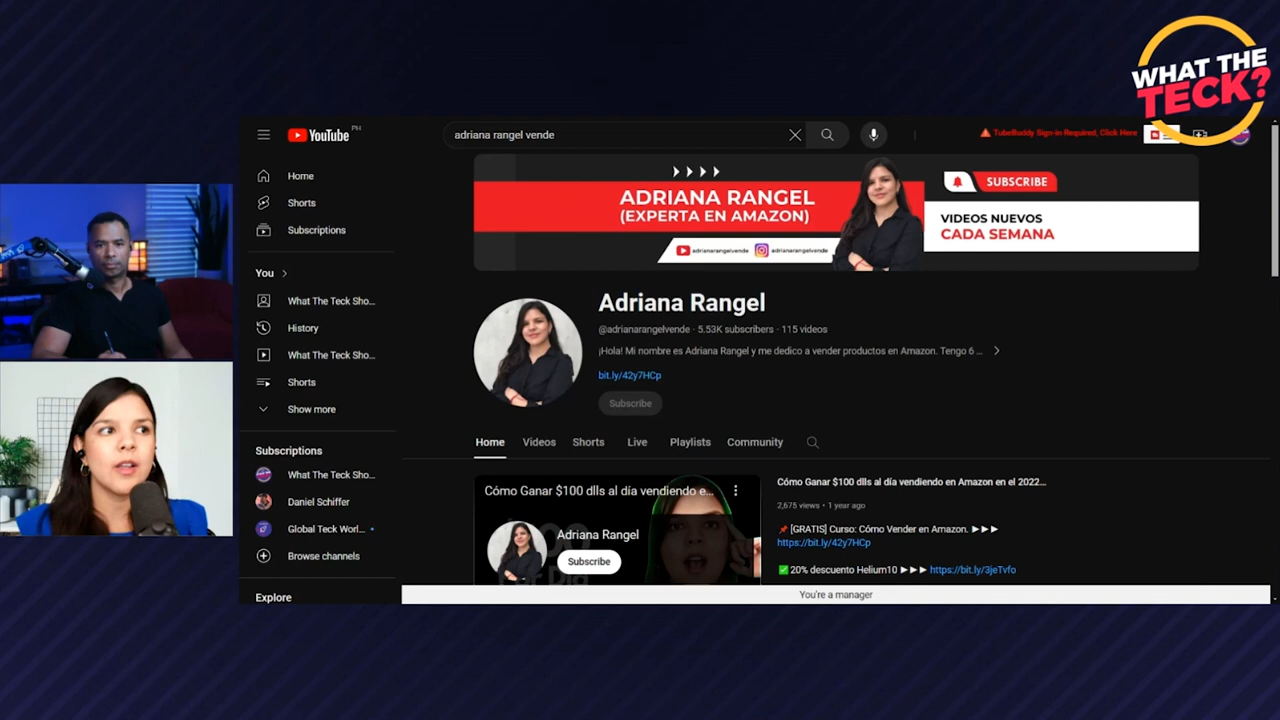 WHAT THE
TECK?
YouTube PH
adriana rangel vende
TubeBuddy Sign-in Required, Click Here
Home
Shorts
Subscriptions
You
What The Teck Sho...
History
What The Teck Sho...
Shorts
Show more
Subscriptions
What The Teck Sho...
Daniel Schiffer
Global Teck Worl...
Browse channels
Explore
ADRIANA RANGEL
(EXPERTA EN AMAZON)
adrianarangelvende
adrianarangelvende
SUBSCRIBE
VIDEOS NUEVOS
CADA SEMANA
Adriana Rangel
@adrianarangelvende · 5.53K subscribers · 115 videos
¡Hola! Mi nombre es Adriana Rangel y me dedico a vender productos en Amazon. Tengo 6 ...
bit.ly/42y7HCp
Subscribe
Home Videos Shorts Live Playlists Community
Cómo Ganar $100 dlls al día vendiendo e...
Adriana Rangel
Subscribe
Cómo Ganar $100 dlls al día vendiendo en Amazon en el 2022...
2,675 views • 1 year ago
[GRATIS] Curso: Cómo Vender en Amazon. ►►►
https://bit.ly/42y7HCp
20% descuento Helium10 ►►► https://bit.ly/3jeTvfo
You're a manager